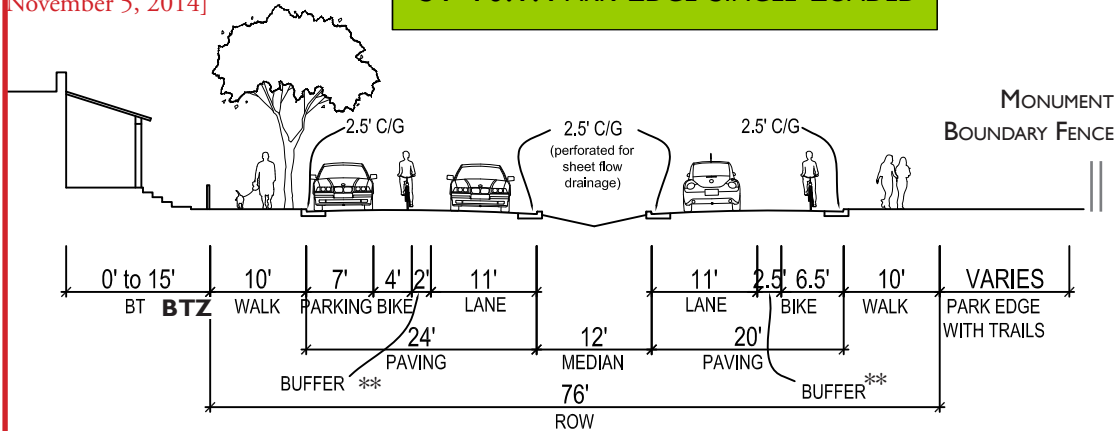 November 5, 2014]
MONUMENT
BOUNDARY FENCE
2.5' C/G
2.5' C/G
(perforated for
sheet flow
drainage)
2.5' C/G
0' to 15'
BT BTZ
10'
WALK
7'
PARKING
4'
BIKE
2'
11'
LANE
11'
LANE
2.5'
6.5'
BIKE
10'
WALK
VARIES
PARK EDGE
WITH TRAILS
24'
PAVING
12'
MEDIAN
20'
PAVING
BUFFER **
BUFFER**
76'
ROW